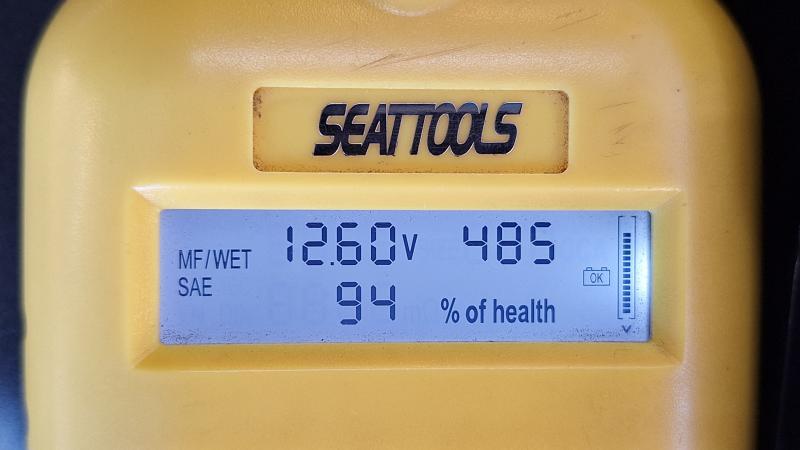 SEATTOOLS
MF/WET 12.60V 485
SAE 94 % of health
OK